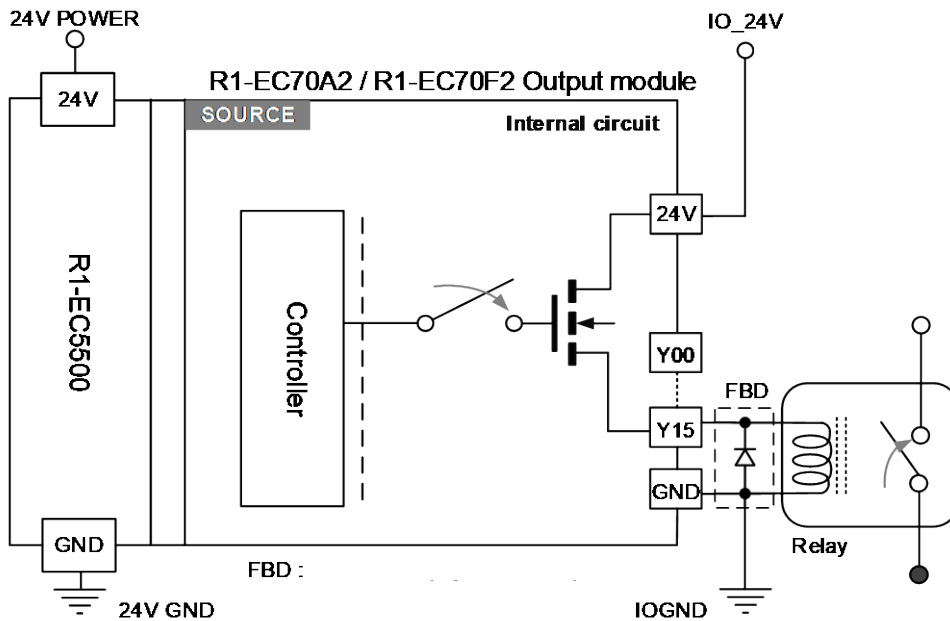 24V POWER
IO_24V
R1-EC70A2 / R1-EC70F2 Output module
24V
SOURCE
Internal circuit
24V
R1-EC5500
Controller
Y00
FBD
Y15
GND
GND
Relay
FBD :
24V GND
IOGND